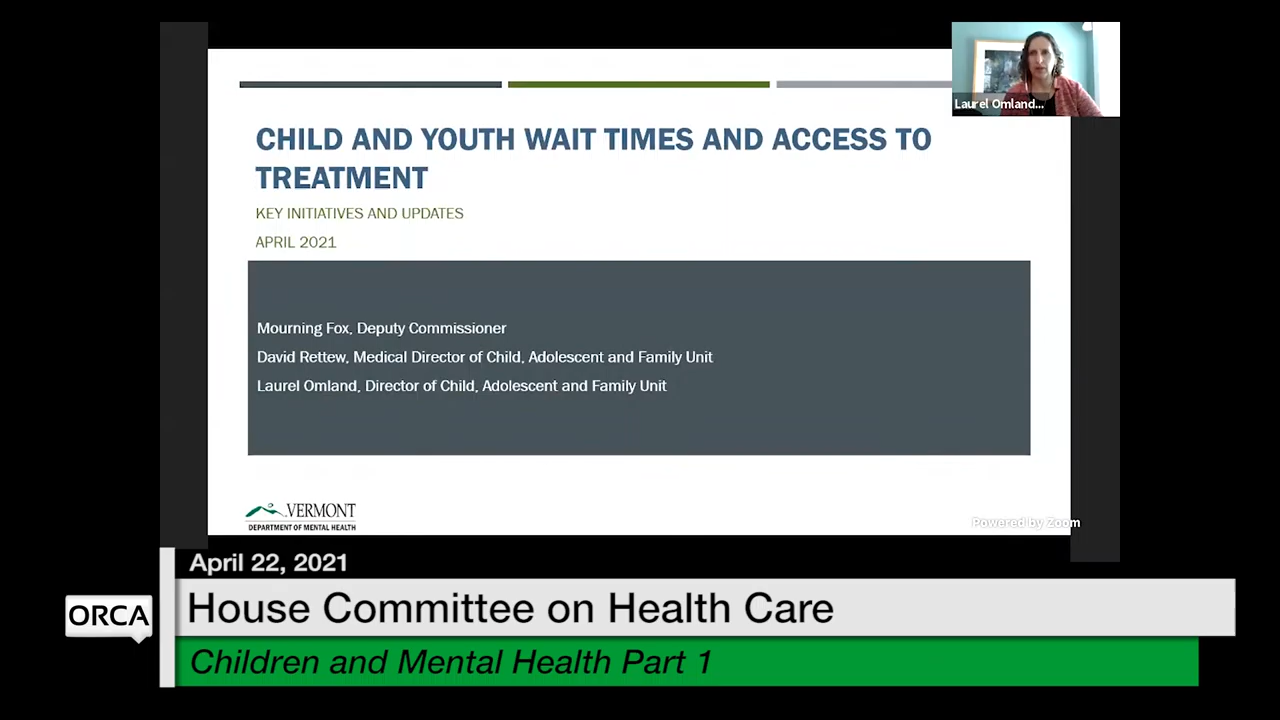 Laurel Omland...
CHILD AND YOUTH WAIT TIMES AND ACCESS TO
TREATMENT
KEY INITIATIVES AND UPDATES
APRIL 2021
Mourning Fox, Deputy Commissioner
David Rettew, Medical Director of Child, Adolescent and Family Unit
Laurel Omland, Director of Child, Adolescent and Family Unit
VERMONT
DEPARTMENT OF MENTAL HEALTH
Powered by Zoom
April 22, 2021
ORCA
House Committee on Health Care
Children and Mental Health Part 1